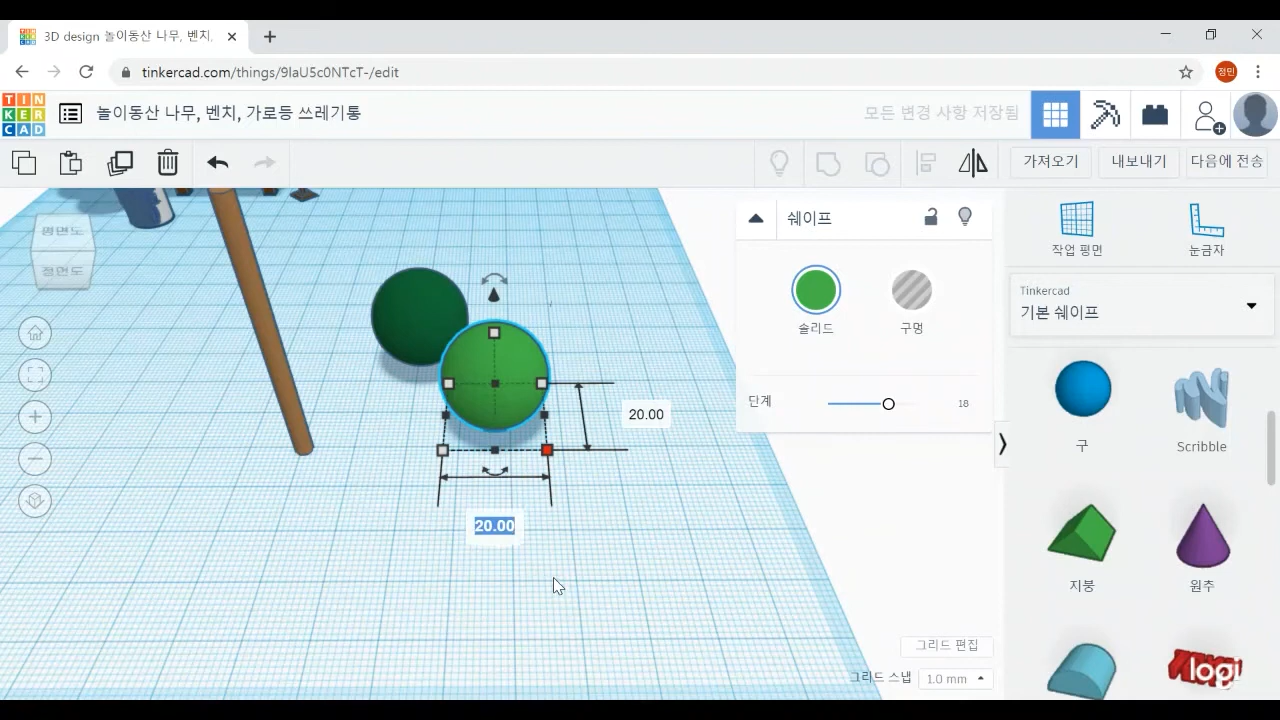 3D design 놀이동산 나무, 벤치,
tinkercad.com/things/9IaU5c0NTcT-/edit
정민
TIN
KER
CAD
놀이동산 나무, 벤치, 가로등 쓰레기통
모든 변경 사항 저장됨
가져오기
내보내기
다음에 전송
평면도
정면도
쉐이프
솔리드
구멍
단계
18
작업 평면
눈금자
Tinkercad
기본 쉐이프
구
Scribble
지붕
원추
20.00
20.00
그리드 편집
그리드 스냅
1.0 mm
logi